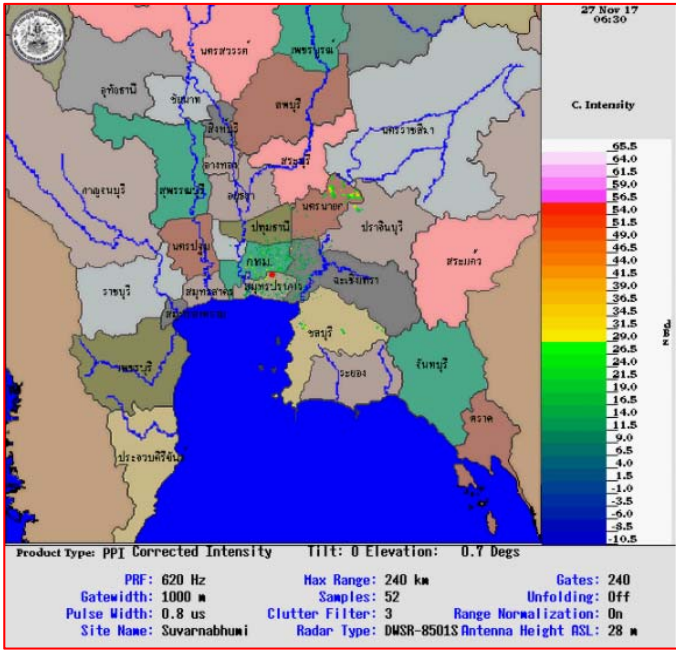 27 Nov 17
06:30
C. Intensity
นครสวรรค์ เพชรบูรณ์
อุทัยธานี ชัยนาท ลพบุรี
สิงห์บุรี นครราชสีมา
อ่างทอง สระบุรี
กาญจนบุรี สุพรรณบุรี อยุธยา
นครนายก ปราจีนบุรี
ปทุมธานี
นครปฐม กทม. สระแก้ว
ราชบุรี สมุทรสาคร สมุทรปราการ ฉะเชิงเทรา
ชลบุรี
เพชรบุรี ระยอง จันทบุรี
ตราด
ประจวบคีรีขันธ์
65.5
64.0
61.5
59.0
56.5
54.0
51.5
49.0
46.5
44.0
41.5
39.0
36.5
34.0
31.5
29.0
26.5
24.0
21.5
19.0
16.5
14.0
11.5
9.0
6.5
4.0
1.5
-1.0
-3.5
-6.0
-8.5
-10.5
Product Type: PPI Corrected Intensity Tilt: 0 Elevation: 0.7 Degs
PRF: 620 Hz Max Range: 240 km Gates: 240
Gatewidth: 1000 m Samples: 52 Unfolding: Off
Pulse Width: 0.8 us Clutter Filter: 3 Range Normalization: On
Site Name: Suvarnabhumi Radar Type: DWSR-8501S Antenna Height ASL: 28 m